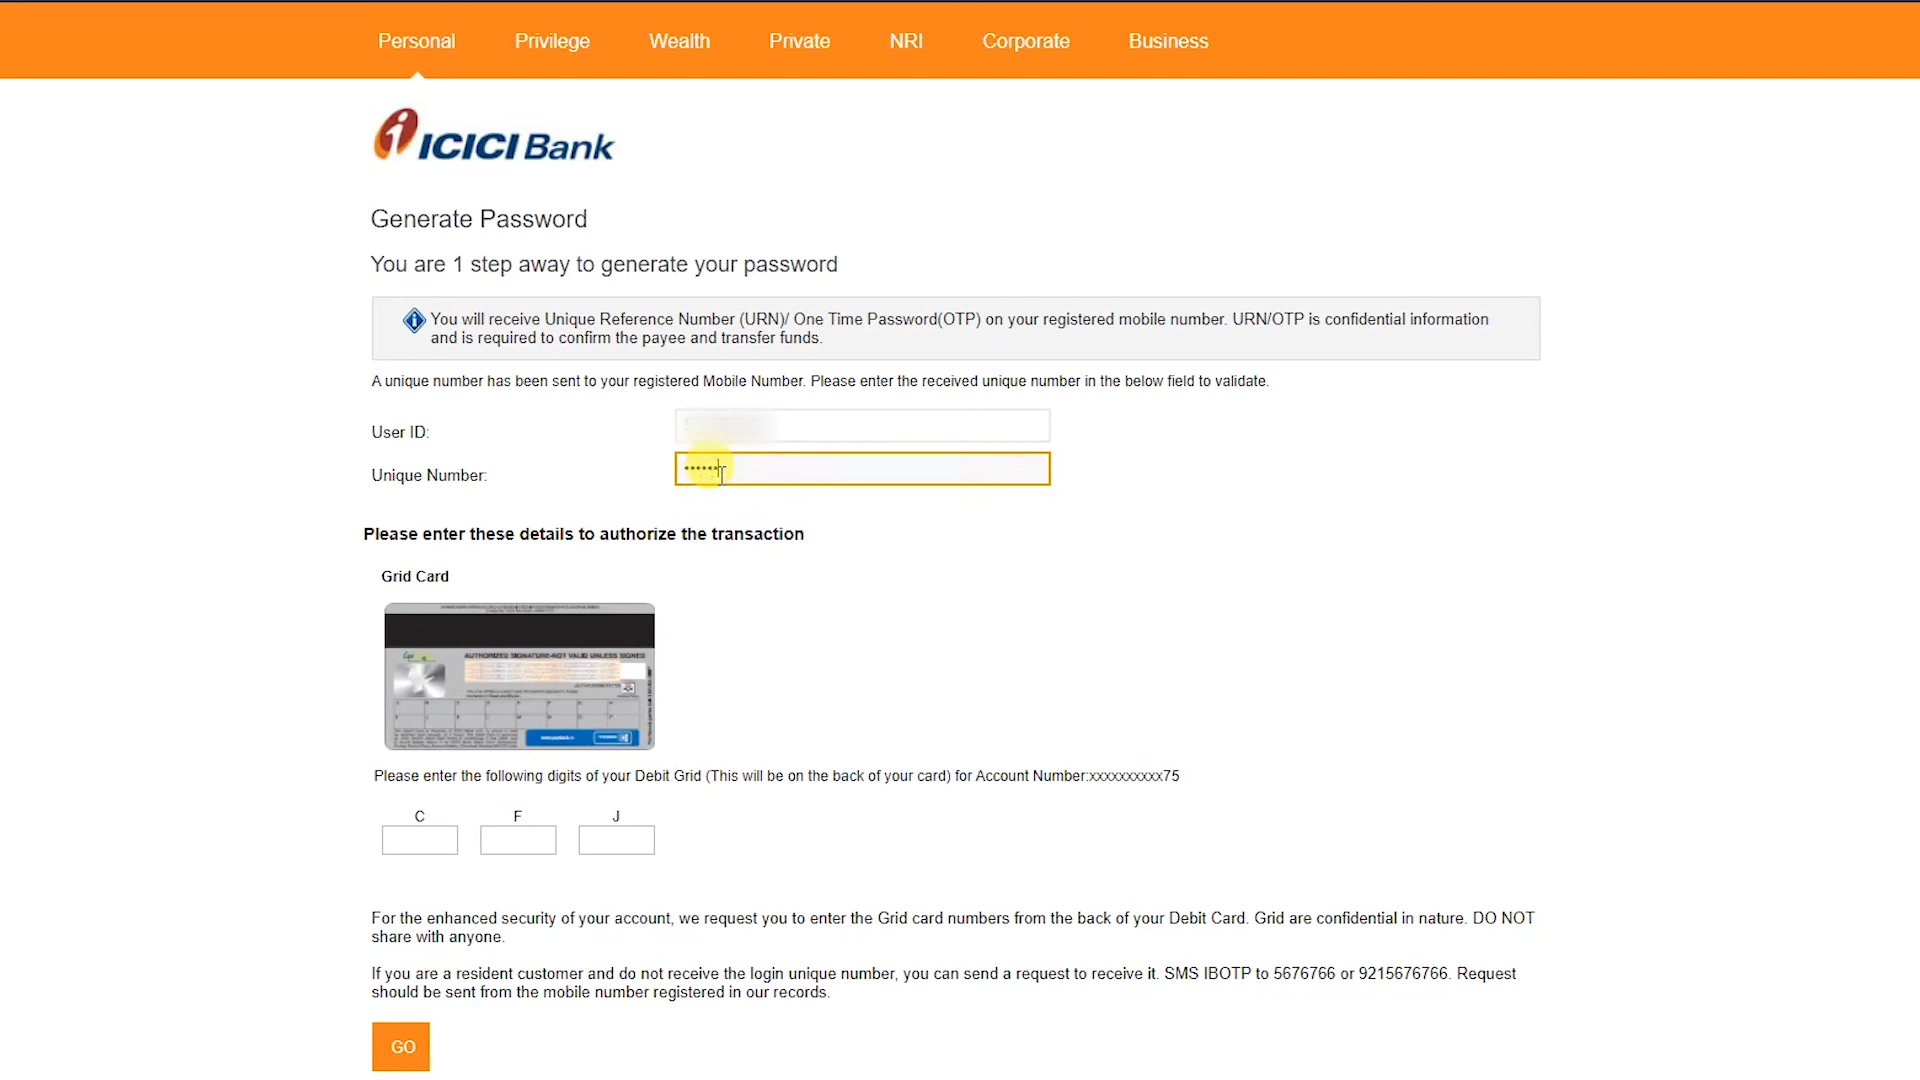 Personal Privilege Wealth Private NRI Corporate Business
ICICI Bank
Generate Password
You are 1 step away to generate your password
You will receive Unique Reference Number (URN)/ One Time Password(OTP) on your registered mobile number. URN/OTP is confidential information
and is required to confirm the payee and transfer funds.
A unique number has been sent to your registered Mobile Number. Please enter the received unique number in the below field to validate.
User ID:
Unique Number:
Please enter these details to authorize the transaction
Grid Card
AUTHORIZED SIGNATURE-NOT VALID UNLESS SIGNED
Please enter the following digits of your Debit Grid (This will be on the back of your card) for Account Number:xxxxxxxxxx75
C F J
For the enhanced security of your account, we request you to enter the Grid card numbers from the back of your Debit Card. Grid are confidential in nature. DO NOT
share with anyone.
If you are a resident customer and do not receive the login unique number, you can send a request to receive it. SMS IBOTP to 5676766 or 9215676766. Request
should be sent from the mobile number registered in our records.
GO